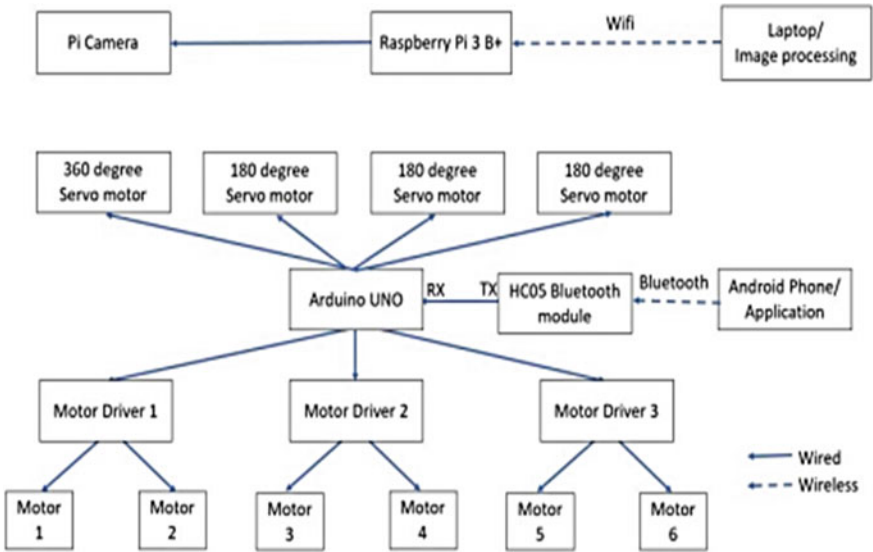 Pi Camera
Raspberry Pi 3 B+
Wifi
Laptop/
Image processing
360 degree
Servo motor
180 degree
Servo motor
180 degree
Servo motor
180 degree
Servo motor
Arduino UNO
RX
TX
HC05 Bluetooth
module
Bluetooth
Android Phone/
Application
Motor Driver 1
Motor Driver 2
Motor Driver 3
Motor
1
Motor
2
Motor
3
Motor
4
Motor
5
Motor
6
Wired
Wireless